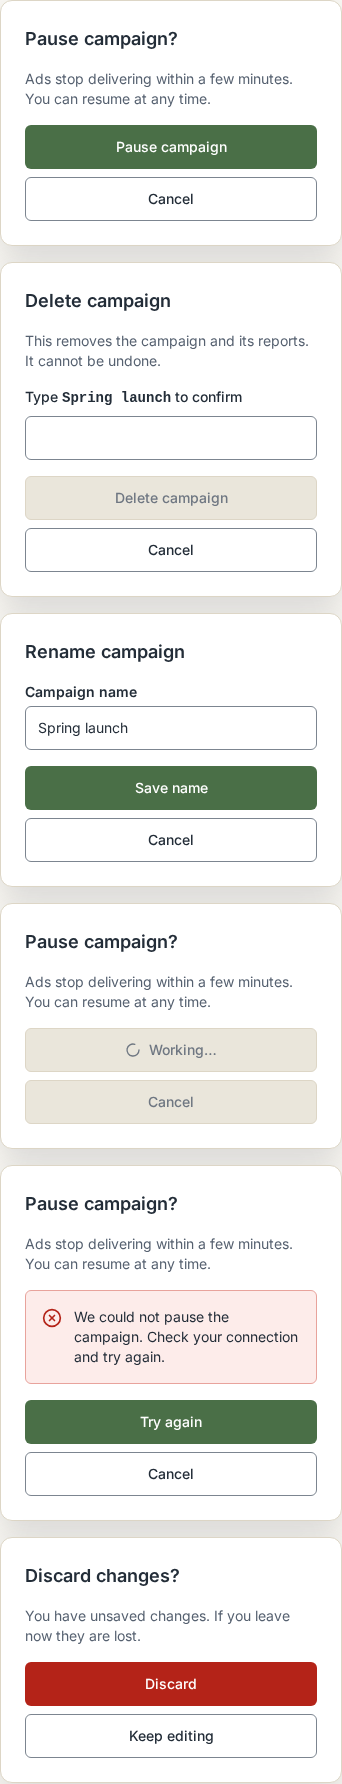 Pause campaign?
Ads stop delivering within a few minutes.
You can resume at any time.
Pause campaign
Cancel
Delete campaign
This removes the campaign and its reports.
It cannot be undone.
Type Spring launch to confirm
Delete campaign
Cancel
Rename campaign
Campaign name
Spring launch
Save name
Cancel
Pause campaign?
Ads stop delivering within a few minutes.
You can resume at any time.
Working…
Cancel
Pause campaign?
Ads stop delivering within a few minutes.
You can resume at any time.
We could not pause the
campaign. Check your connection
and try again.
Try again
Cancel
Discard changes?
You have unsaved changes. If you leave
now they are lost.
Discard
Keep editing